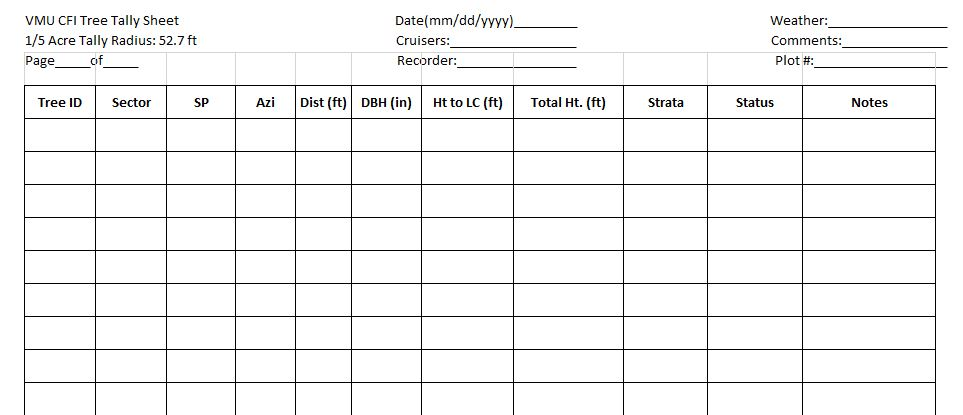 VMU CFI Tree Tally Sheet Date(mm/dd/yyyy)_________ Weather:_________________
1/5 Acre Tally Radius: 52.7 ft Cruisers:__________________ Comments:_______________
Page_____of_____ Recorder:_________________ Plot #:___________________
Tree ID Sector SP Azi Dist (ft) DBH (in) Ht to LC (ft) Total Ht. (ft) Strata Status Notes